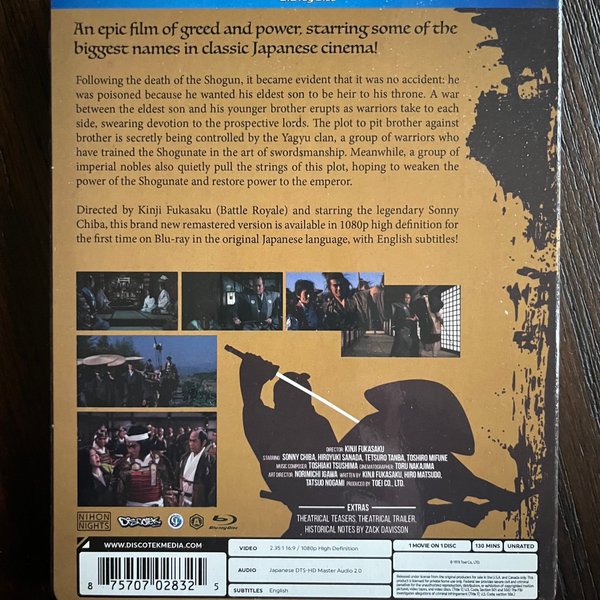 An epic film of greed and power, starring some of the
biggest names in classic Japanese cinema!
Following the death of the Shogun, it became evident that it was no accident: he
was poisoned because he wanted his eldest son to be heir to his throne. A war
between the eldest son and his younger brother erupts as warriors take to each
side, swearing devotion to the prospective lords. The plot to pit brother against
brother is secretly being controlled by the Yagyu clan, a group of warriors who
have trained the Shogunate in the art of swordsmanship. Meanwhile, a group of
imperial nobles also quietly pull the strings of this plot, hoping to weaken the
power of the Shogunate and restore power to the emperor.
Directed by Kinji Fukasaku (Battle Royale) and starring the legendary Sonny
Chiba, this brand new remastered version is available in 1080p high definition for
the first time on Blu-ray in the original Japanese language, with English subtitles!
DIRECTOR KINJI FUKASAKU
STARRING SONNY CHIBA, HIROYUKI SANADA, TETSURO TANBA, TOSHIRO MIFUNE
MUSIC COMPOSER TOSHIAKI TSUSHIMA CINEMATOGRAPHER TORU NAKAJIMA
ART DIRECTOR NORIMICHI IGAWA WRITTEN BY KINJI FUKASAKU, HIRO MATSUDO,
TATSUO NOGAMI PRODUCED BY TOEI CO., LTD.
EXTRAS
THEATRICAL TEASERS, THEATRICAL TRAILER,
HISTORICAL NOTES BY ZACK DAVISSON
NIHON
NIGHTS
DISCOTEK
Blu-ray Disc
WWW.DISCOTEKMEDIA.COM
8 75707 02832 5
VIDEO 2.35:1 16:9 / 1080p High Definition
AUDIO Japanese DTS-HD Master Audio 2.0
SUBTITLES English
1 MOVIE ON 1 DISC 130 MINS UNRATED